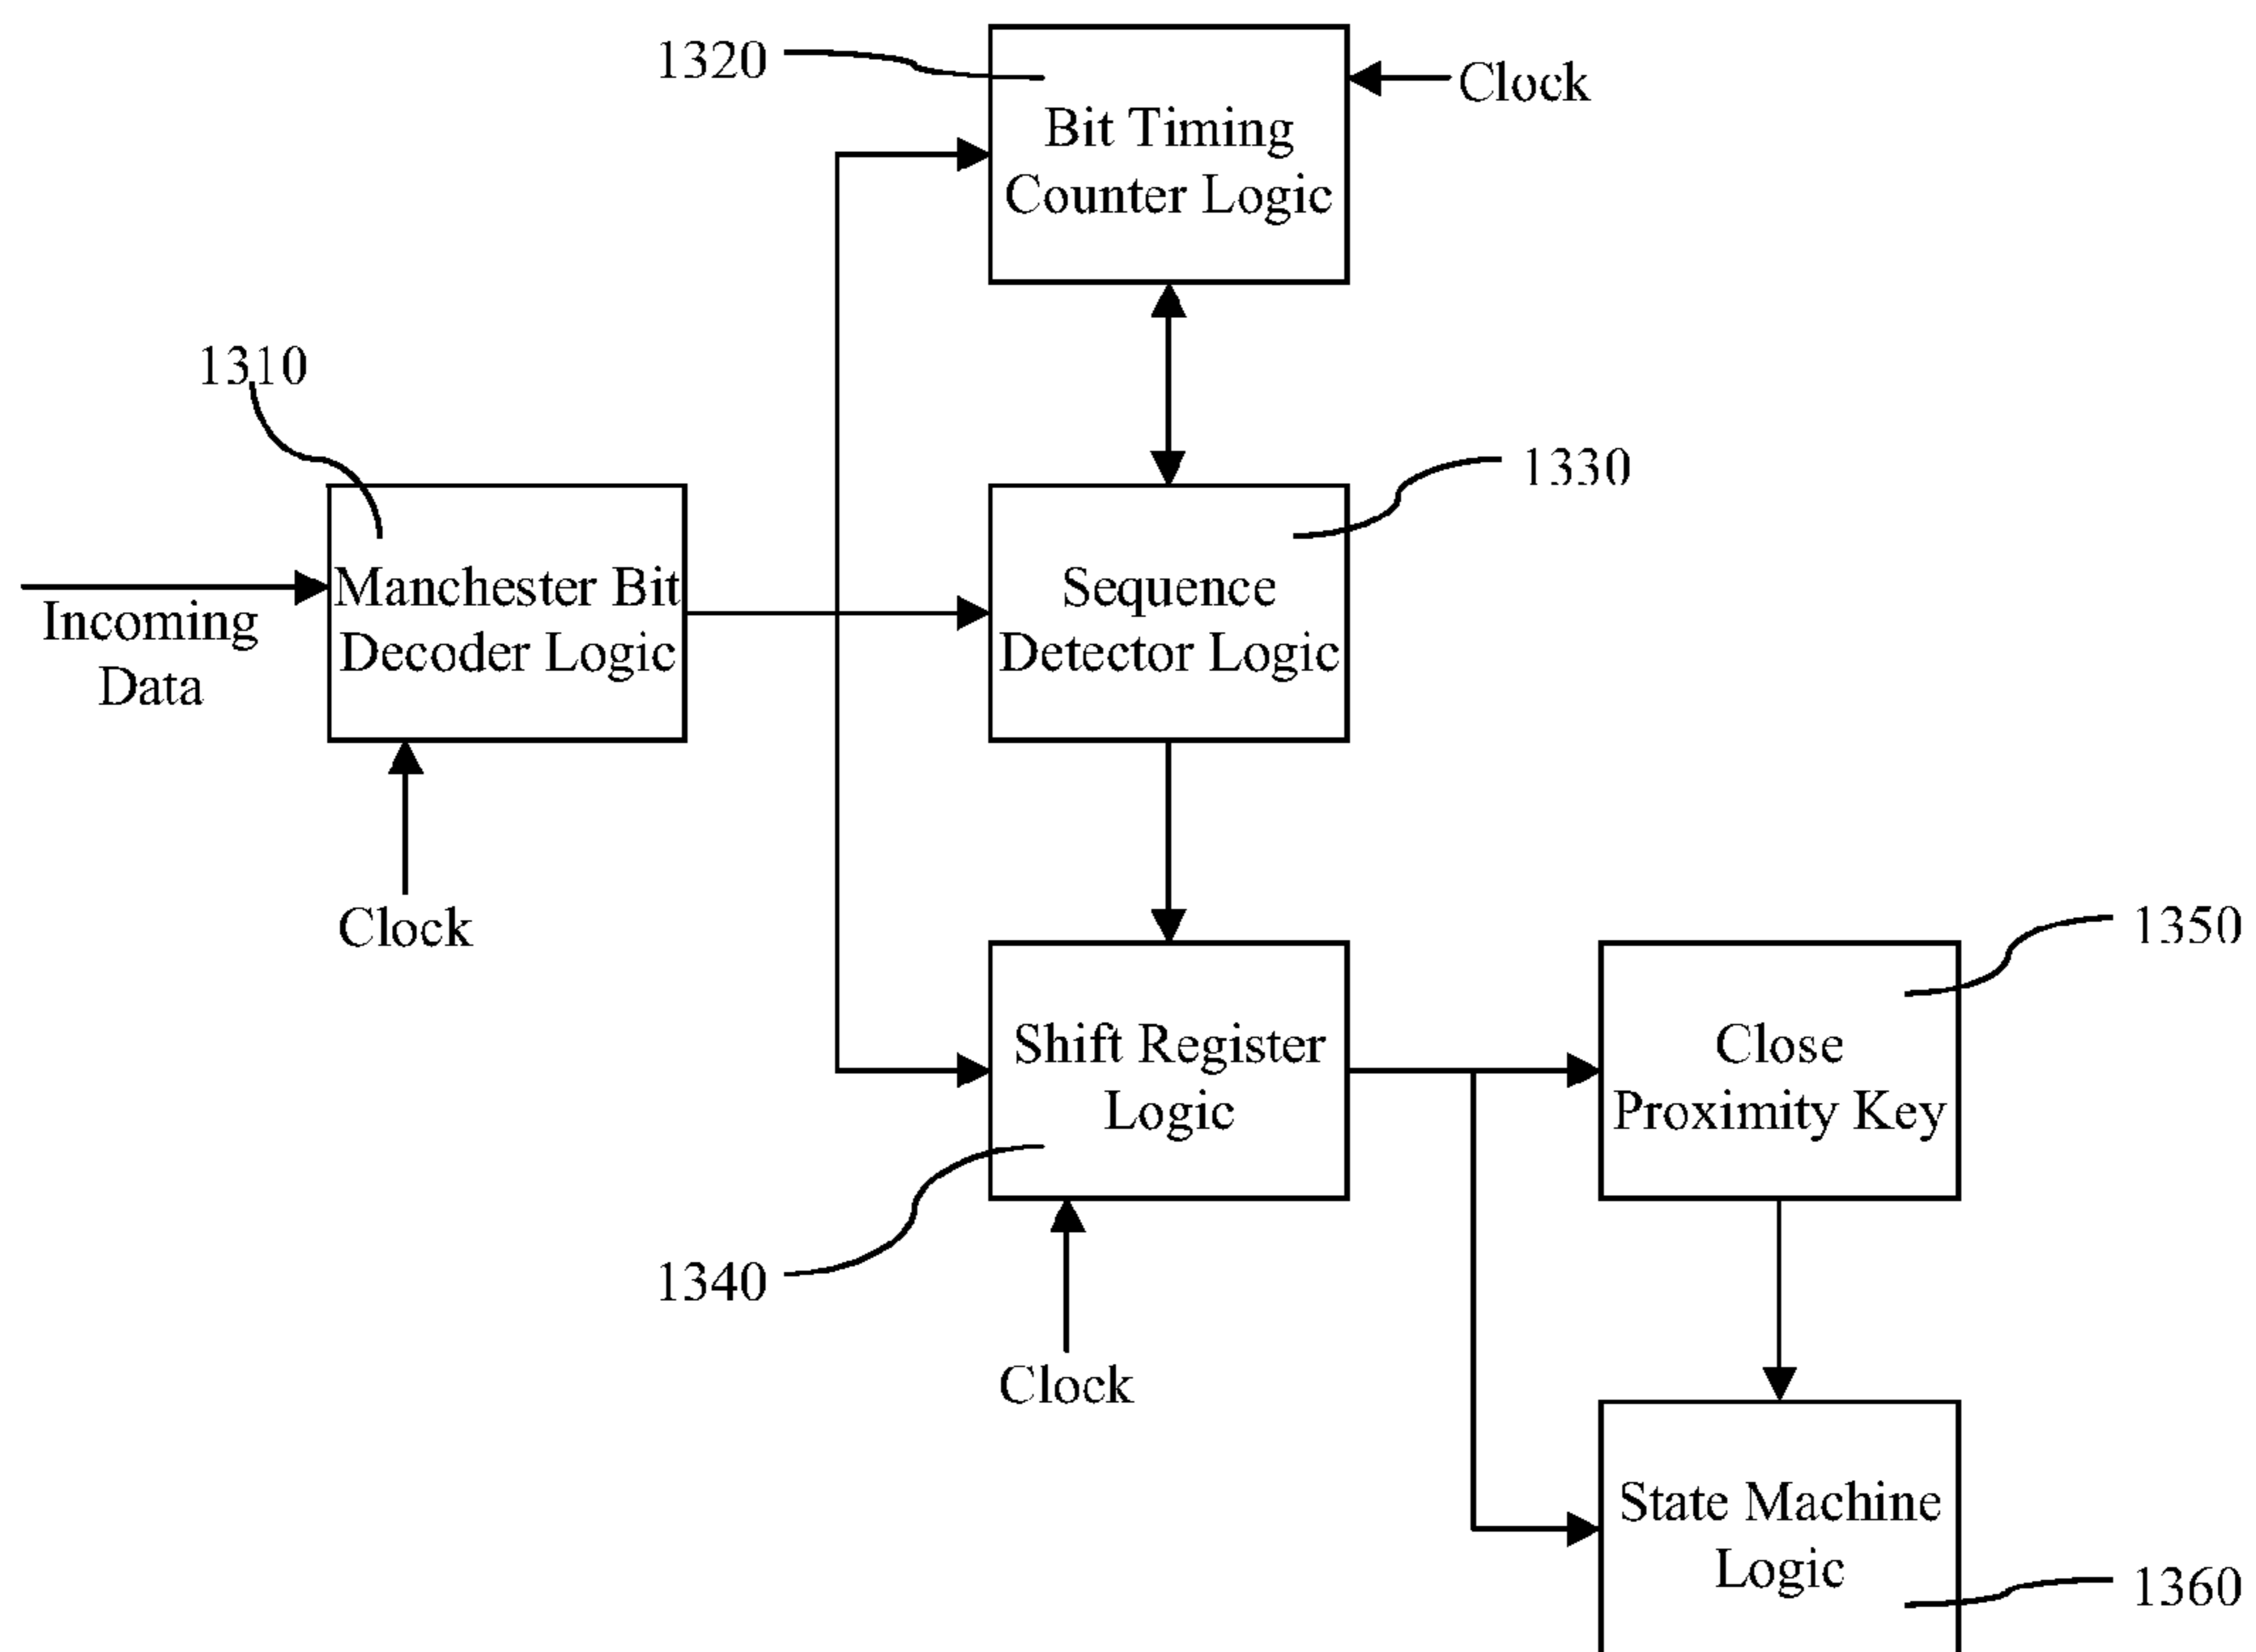 1320
Clock
Bit Timing
Counter Logic
1310
1330
Manchester Bit
Decoder Logic
Sequence
Detector Logic
Incoming
Data
Clock
1350
Shift Register
Logic
Close
Proximity Key
1340
Clock
State Machine
Logic
1360